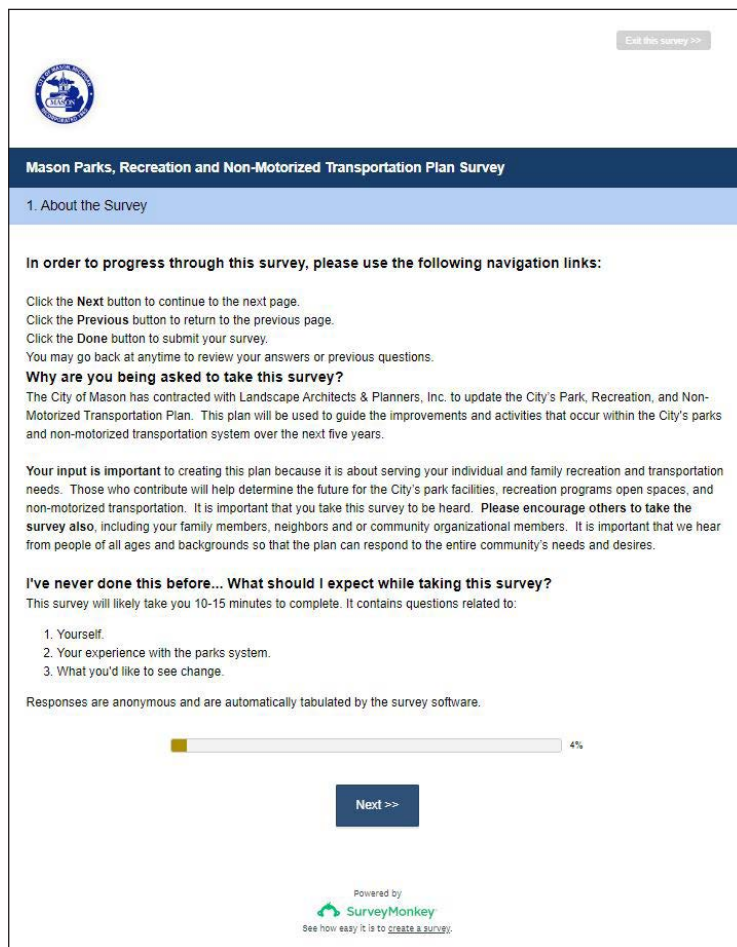 Exit this survey >>
CITY OF MASON, MICHIGAN
MASON
Mason Parks, Recreation and Non-Motorized Transportation Plan Survey
1. About the Survey
In order to progress through this survey, please use the following navigation links:
Click the Next button to continue to the next page.
Click the Previous button to return to the previous page.
Click the Done button to submit your survey.
You may go back at anytime to review your answers or previous questions.
Why are you being asked to take this survey?
The City of Mason has contracted with Landscape Architects & Planners, Inc. to update the City's Park, Recreation, and Non-
Motorized Transportation Plan. This plan will be used to guide the improvements and activities that occur within the City's parks
and non-motorized transportation system over the next five years.
Your input is important to creating this plan because it is about serving your individual and family recreation and transportation
needs. Those who contribute will help determine the future for the City's park facilities, recreation programs open spaces, and
non-motorized transportation. It is important that you take this survey to be heard. Please encourage others to take the
survey also, including your family members, neighbors and or community organizational members. It is important that we hear
from people of all ages and backgrounds so that the plan can respond to the entire community's needs and desires.
I've never done this before... What should I expect while taking this survey?
This survey will likely take you 10-15 minutes to complete. It contains questions related to:
1. Yourself.
2. Your experience with the parks system.
3. What you'd like to see change.
Responses are anonymous and are automatically tabulated by the survey software.
4%
Next >>
Powered by
SurveyMonkey
See how easy it is to create a survey.